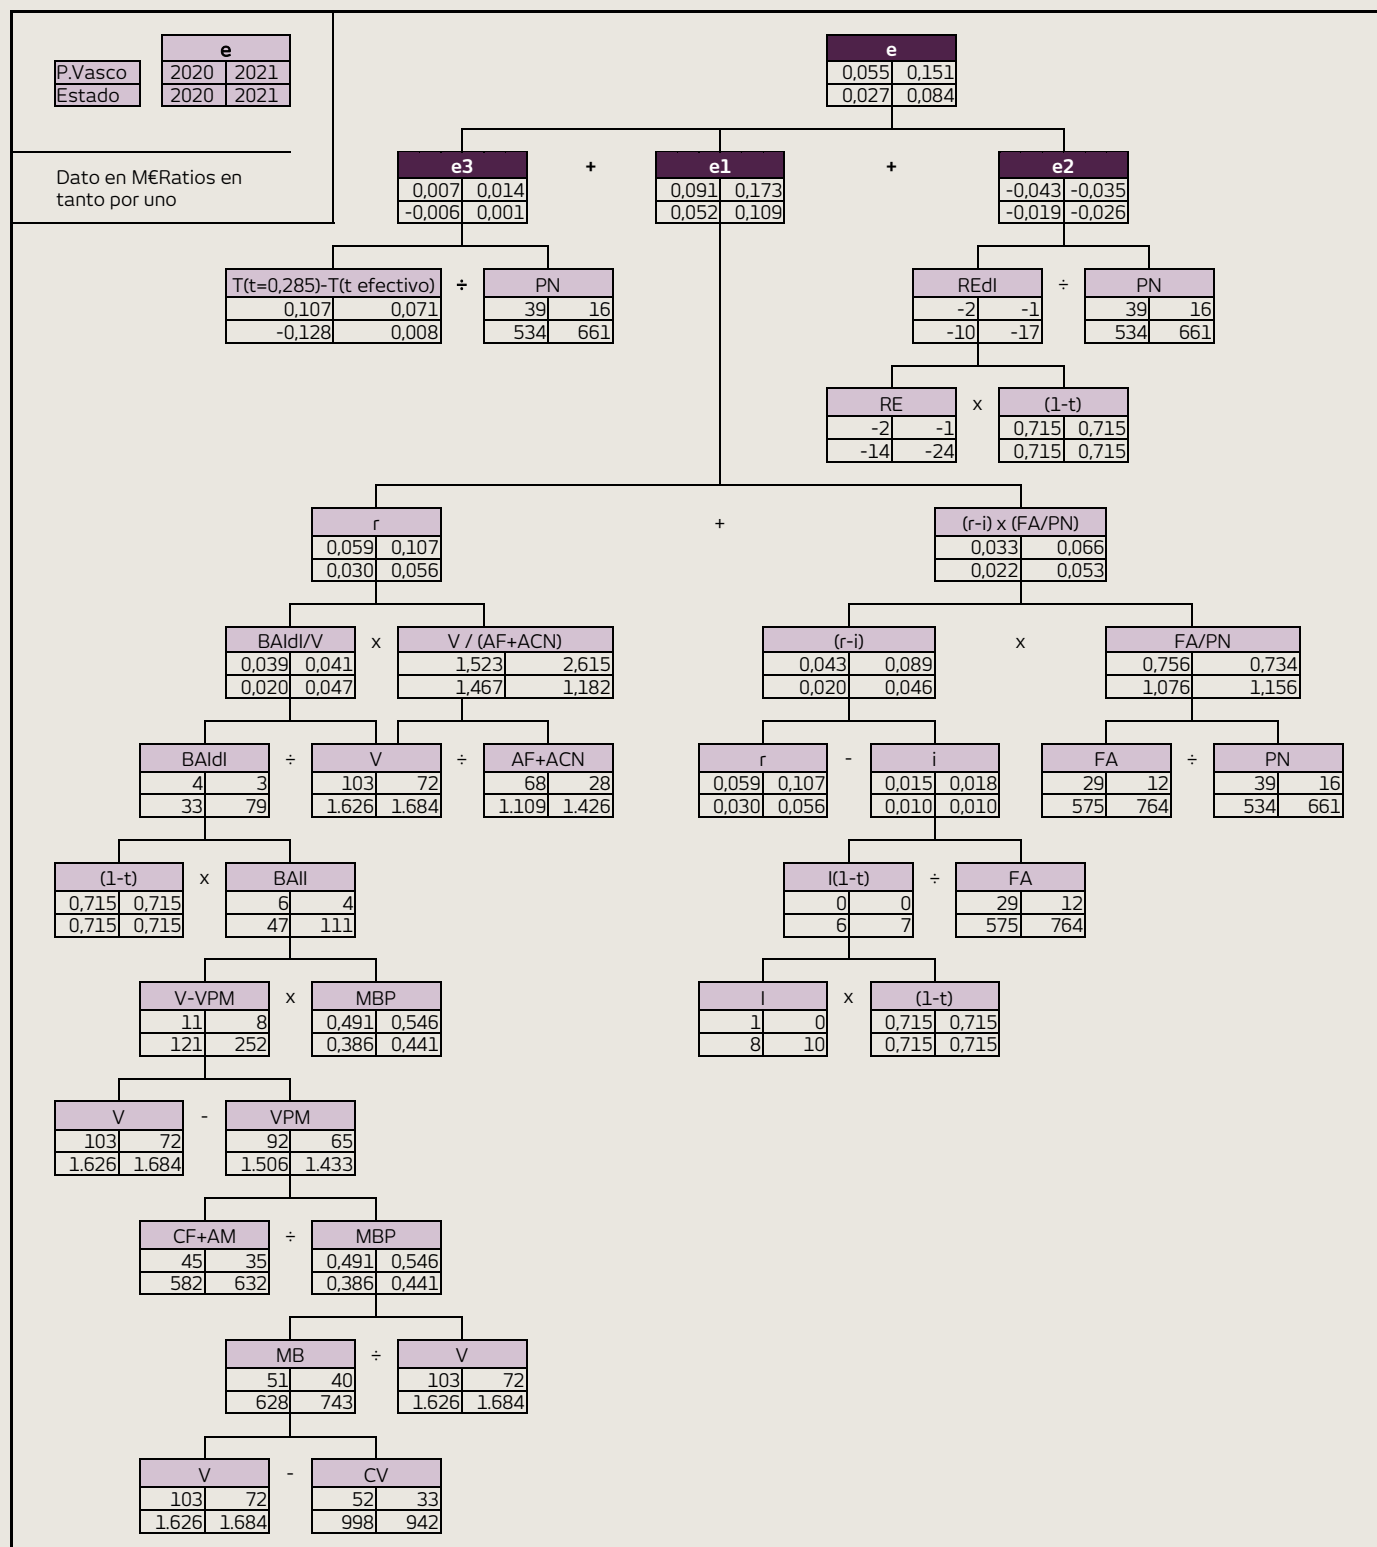 e
e
P.Vasco 2020 2021 0,055 0,151
Estado 2020 2021 0,027 0,084
e3 + e1 + e2
Dato en M€Ratios en
tanto por uno
0,007 0,014 0,091 0,173 -0,043 -0,035
-0,006 0,001 0,052 0,109 -0,019 -0,026
T(t=0,285)-T(t efectivo) ÷ PN REdI ÷ PN
0,107 0,071 39 16 -2 -1 39 16
-0,128 0,008 534 661 -10 -17 534 661
RE x (1-t)
-2 -1 0,715 0,715
-14 -24 0,715 0,715
r + (r-i) x (FA/PN)
0,059 0,107 0,033 0,066
0,030 0,056 0,022 0,053
BAIdI/V x V / (AF+ACN) (r-i) x FA/PN
0,039 0,041 1,523 2,615 0,043 0,089 0,756 0,734
0,020 0,047 1,467 1,182 0,020 0,046 1,076 1,156
BAIdI ÷ V ÷ AF+ACN r - i FA ÷ PN
4 3 103 72 68 28 0,059 0,107 0,015 0,018 29 12 39 16
33 79 1.626 1.684 1.109 1.426 0,030 0,056 0,010 0,010 575 764 534 661
(1-t) x BAII I(1-t) ÷ FA
0,715 0,715 6 4 0 0 29 12
0,715 0,715 47 111 6 7 575 764
V-VPM x MBP I x (1-t)
11 8 0,491 0,546 1 0 0,715 0,715
121 252 0,386 0,441 8 10 0,715 0,715
V - VPM
103 72 92 65
1.626 1.684 1.506 1.433
CF+AM ÷ MBP
45 35 0,491 0,546
582 632 0,386 0,441
MB ÷ V
51 40 103 72
628 743 1.626 1.684
V - CV
103 72 52 33
1.626 1.684 998 942